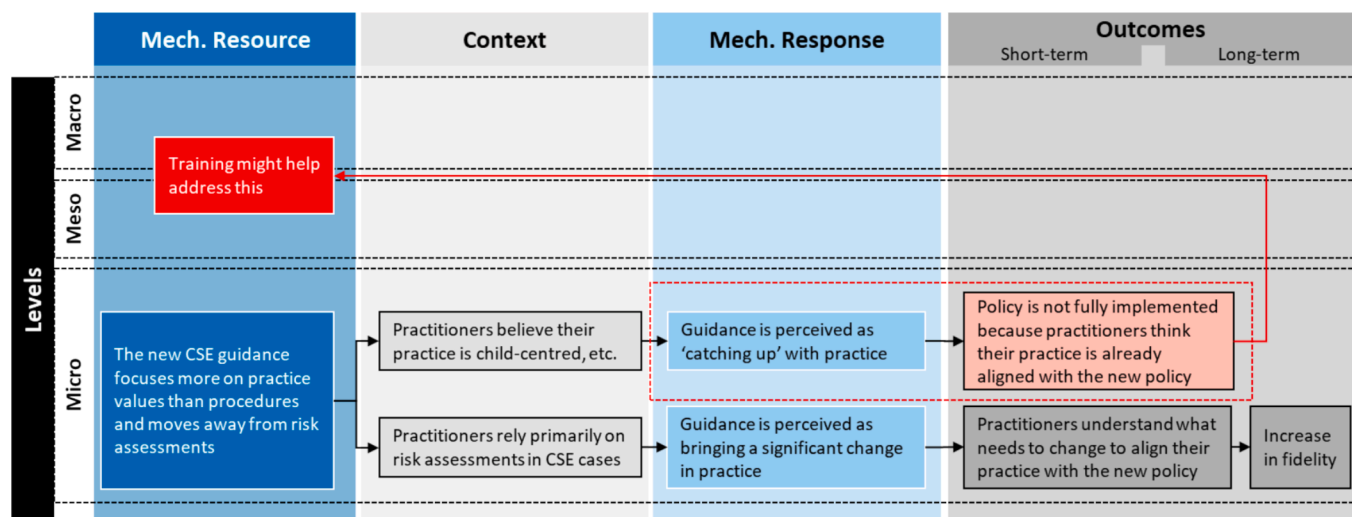 Mech. Resource
Context
Mech. Response
Outcomes
Short-term
Long-term
Levels
Macro
Meso
Micro
Training might help
address this
The new CSE guidance
focuses more on practice
values than procedures
and moves away from risk
assessments
Practitioners believe their
practice is child-centred, etc.
Guidance is perceived as
‘catching up’ with practice
Policy is not fully implemented
because practitioners think
their practice is already
aligned with the new policy
Practitioners rely primarily on
risk assessments in CSE cases
Guidance is perceived as
bringing a significant change
in practice
Practitioners understand what
needs to change to align their
practice with the new policy
Increase
in fidelity